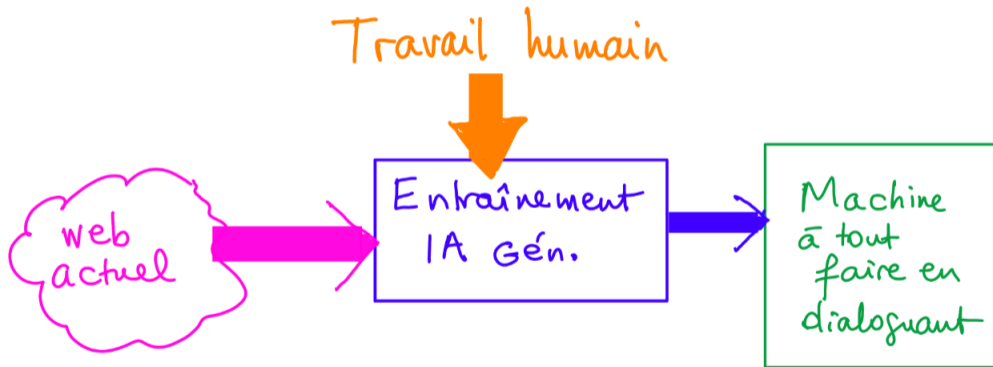 Travail humain
web
actuel
Entraînement
IA Gén.
Machine
à tout
faire en
dialoguant